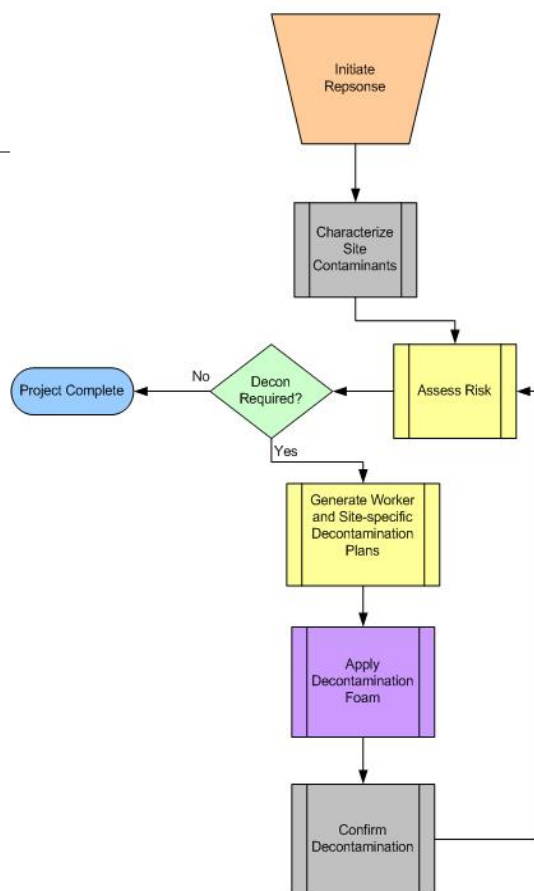 Initiate
Repsonse
Characterize
Site
Contaminants
Assess Risk
Decon
Required?
No
Project Complete
Yes
Generate Worker
and Site-specific
Decontamination
Plans
Apply
Decontamination
Foam
Confirm
Decontamination